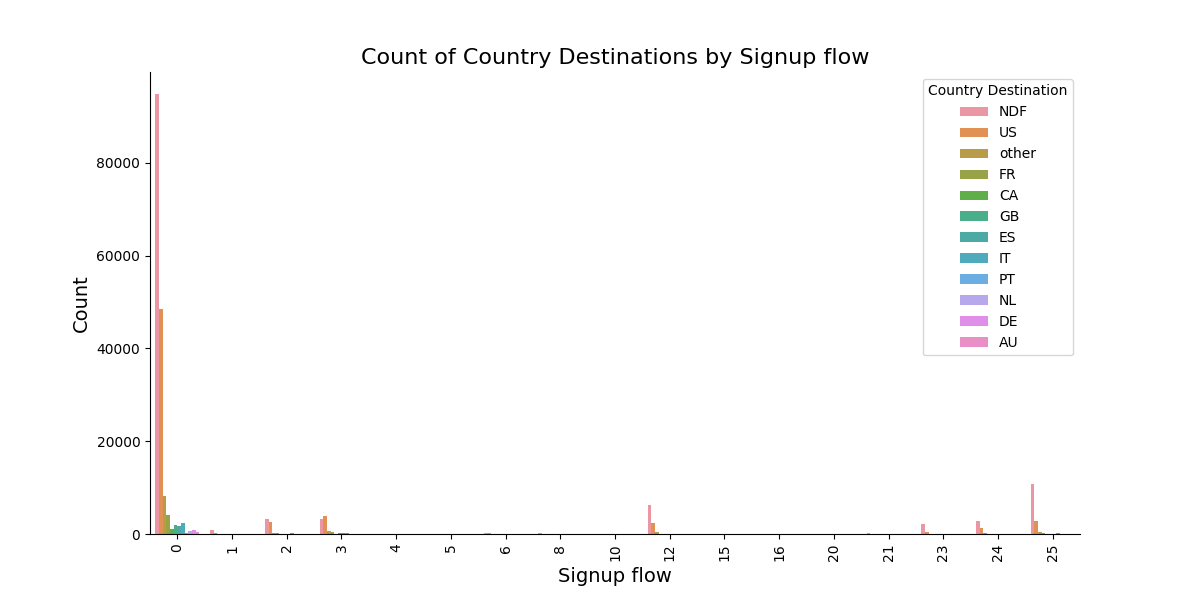 Count of Country Destinations by Signup flow
Country Destination
NDF
US
other
FR
CA
GB
ES
IT
PT
NL
DE
AU
Count
80000
60000
40000
20000
0
0 1 2 3 4 5 6 8 10 12 15 16 20 21 23 24 25
Signup flow